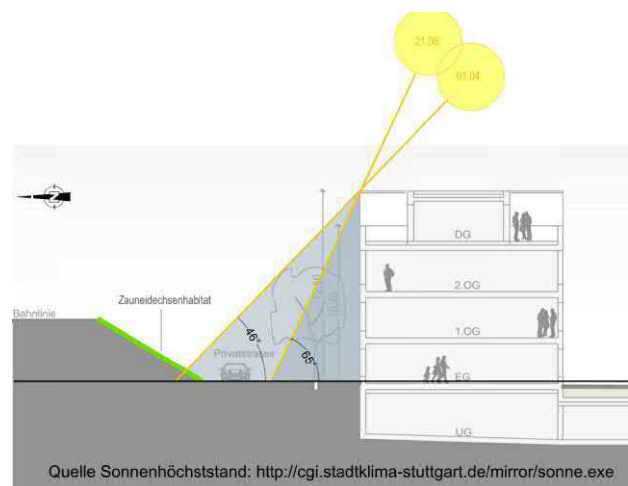 21.06.
01.04.
N
DG
Zauneidechsenhabitat
2.OG
Bahnlinie
1.OG
46°
65°
Privatstrasse
EG
UG
Quelle Sonnenhöchststand: http://cgi.stadtklima-stuttgart.de/mirror/sonne.exe